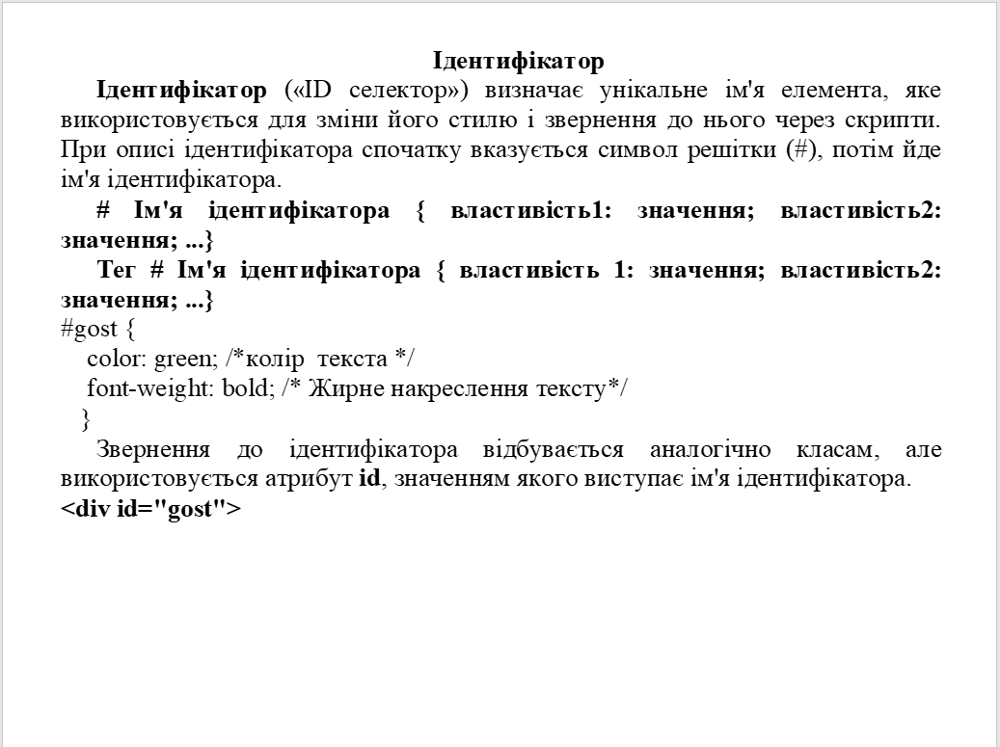 Ідентифікатор
Ідентифікатор («ID селектор») визначає унікальне ім'я елемента, яке
використовується для зміни його стилю і звернення до нього через скрипти.
При описі ідентифікатора спочатку вказується символ решітки (#), потім йде
ім'я ідентифікатора.
# Ім'я ідентифікатора { властивість1: значення; властивість2:
значення; ...}
Тег # Ім'я ідентифікатора { властивість 1: значення; властивість2:
значення; ...}
#gost {
color: green; /*колір текста */
font-weight: bold; /* Жирне накреслення тексту*/
}
Звернення до ідентифікатора відбувається аналогічно класам, але
використовується атрибут id, значенням якого виступає ім'я ідентифікатора.
<div id="gost">